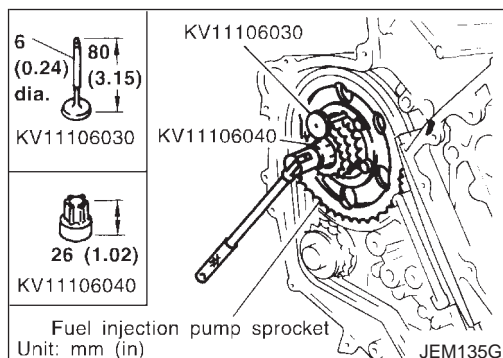 6
(0.24)
dia.
80
(3.15)
KV11106030
26 (1.02)
KV11106040
KV11106030
KV11106040
Fuel injection pump sprocket
Unit: mm (in)
JEM135G